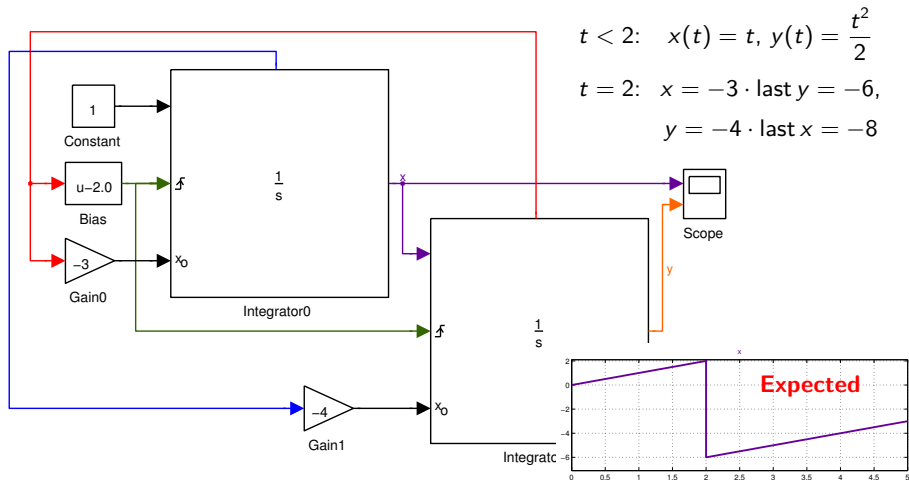 t < 2: x(t) = t, y(t) = t²/2
t = 2: x = −3 · last y = −6,
y = −4 · last x = −8
1
Constant
u−2.0
Bias
−3
Gain0
1
s
xo
Integrator0
x
Scope
y
1
s
xo
−4
Gain1
Integrato
x
Expected
2
0
−2
−4
−6
0 0.5 1 1.5 2 2.5 3 3.5 4 4.5 5